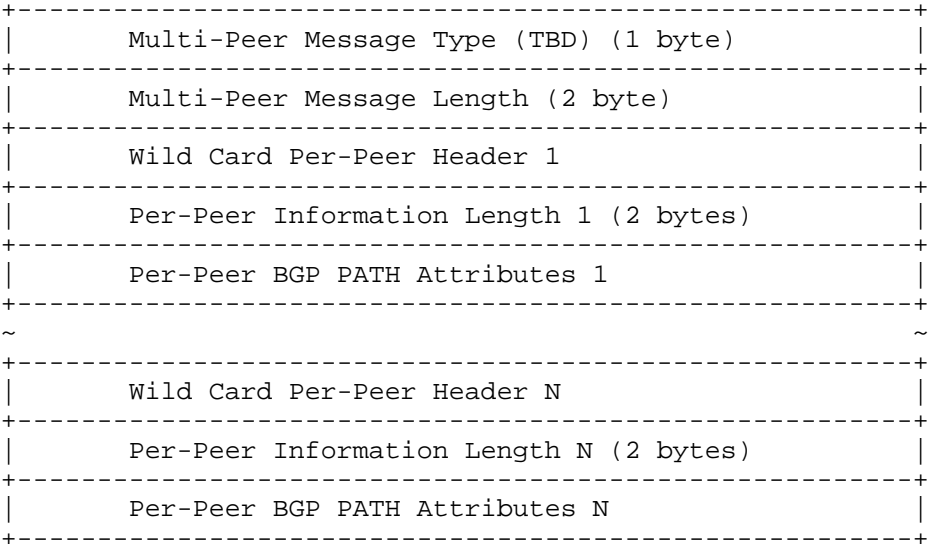 Multi-Peer Message Type (TBD) (1 byte)
Multi-Peer Message Length (2 byte)
Wild Card Per-Peer Header 1
Per-Peer Information Length 1 (2 bytes)
Per-Peer BGP PATH Attributes 1
~ ~
Wild Card Per-Peer Header N
Per-Peer Information Length N (2 bytes)
Per-Peer BGP PATH Attributes N